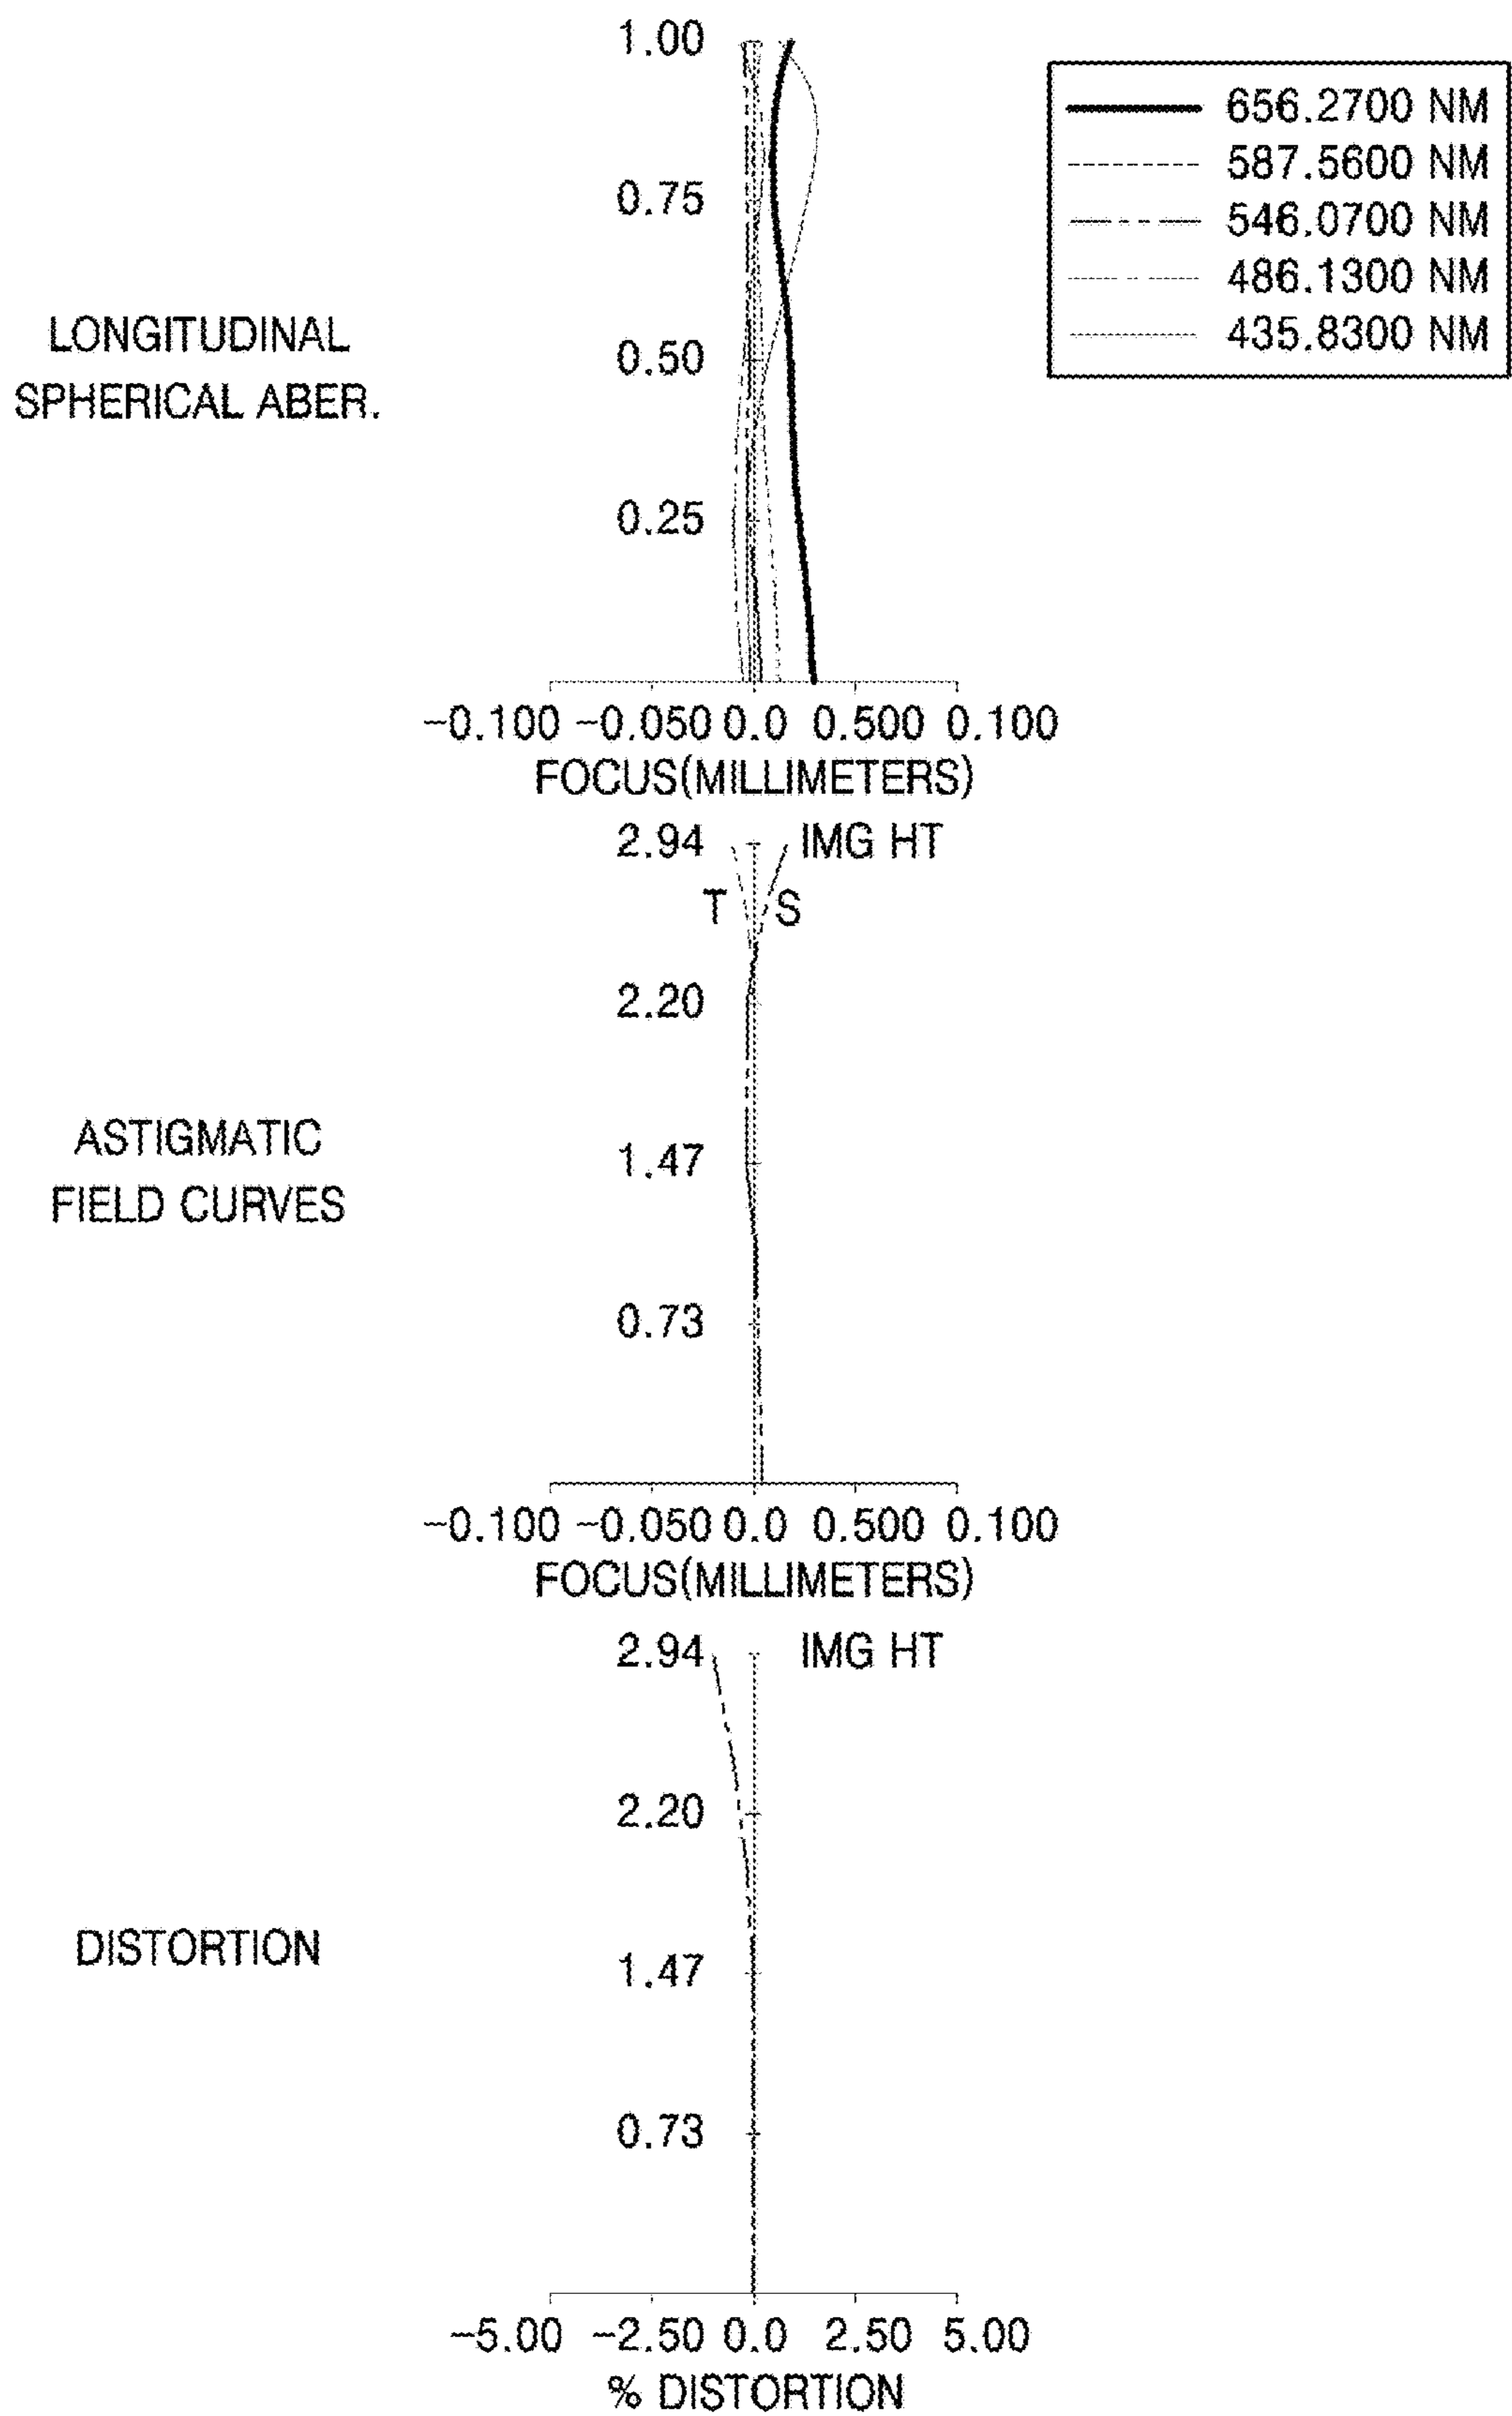 1.00
656.2700 NM
587.5600 NM
546.0700 NM
486.1300 NM
435.8300 NM
0.75
LONGITUDINAL
SPHERICAL ABER.
0.50
0.25
−0.100 −0.050 0.0 0.500 0.100
FOCUS(MILLIMETERS)
2.94 IMG HT
T S
2.20
ASTIGMATIC
FIELD CURVES
1.47
0.73
−0.100 −0.050 0.0 0.500 0.100
FOCUS(MILLIMETERS)
2.94 IMG HT
2.20
DISTORTION
1.47
0.73
−5.00 −2.50 0.0 2.50 5.00
% DISTORTION